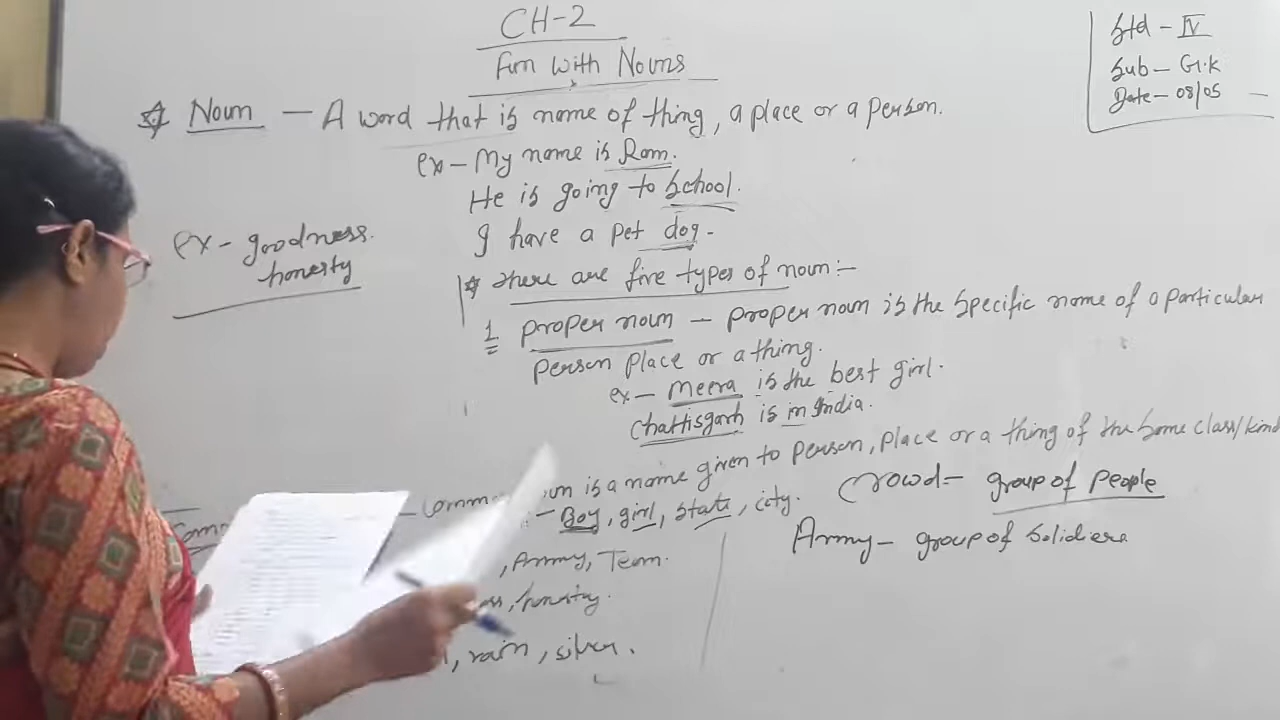 CH-2
Fun with Nouns
Std - IV
Sub - G.K
Date - 08/05
Noun - A word that is name of thing, a place or a person.
ex - My name is Ram.
He is going to School.
I have a pet dog.
ex - goodness.
honesty
* there are five types of noun:-
1 proper noun - proper noun is the specific name of a particular
person place or a thing.
ex - Meera is the best girl.
Chattisgarh is in India.
is a name given to person, place or a thing of the same class/kind
- Boy, girl, state, city.
Crowd = group of people
Army - group of Solidiers
, Army, Team.
, honesty.
, rain, silver.